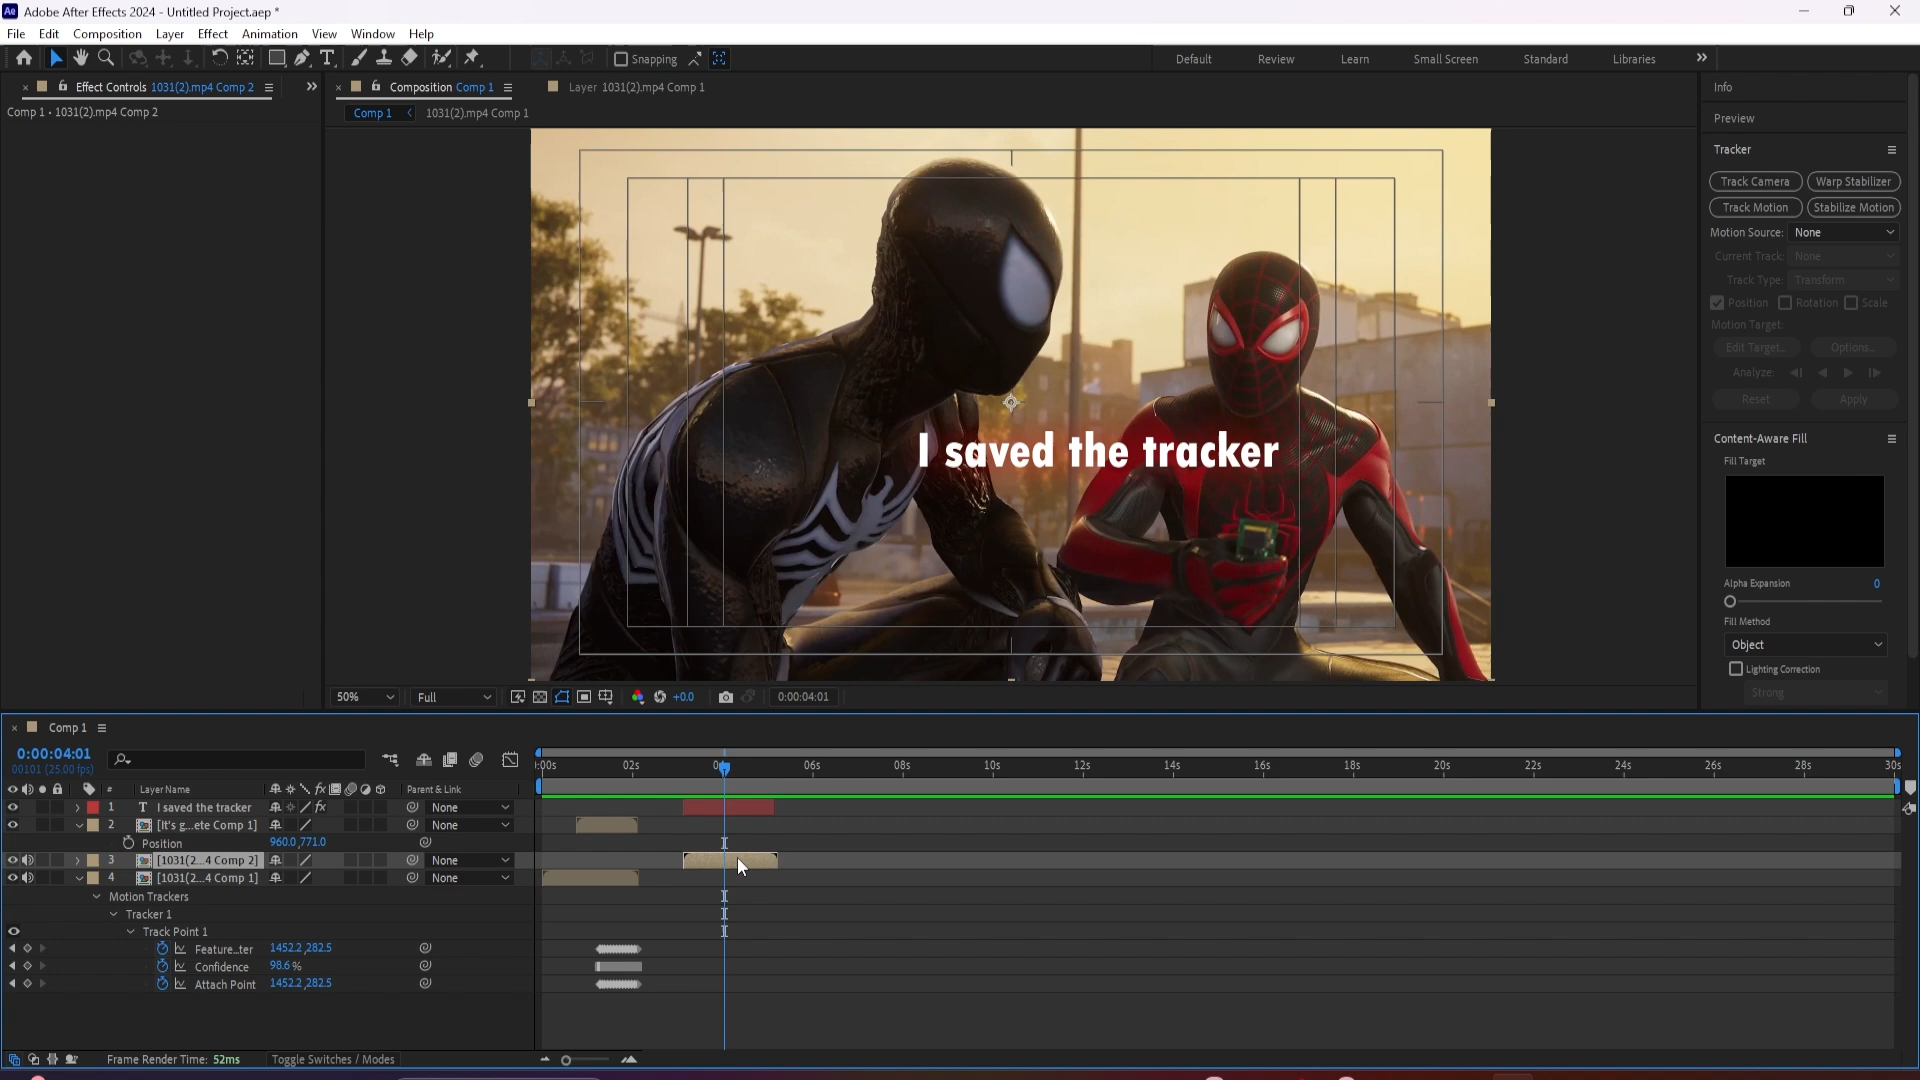 Ae Adobe After Effects 2024 - Untitled Project.aep *
File Edit Composition Layer Effect Animation View Window Help
Snapping
Default Review Learn Small Screen Standard Libraries
Effect Controls 1031(2).mp4 Comp 2
Comp 1 • 1031(2).mp4 Comp 2
Composition Comp 1
Layer 1031(2).mp4 Comp 1
Comp 1
1031(2).mp4 Comp 1
I saved the tracker
50%
Full
+0.0
0:00:04:01
Info
Preview
Tracker
Track Camera Warp Stabilizer
Track Motion Stabilize Motion
Motion Source: None
Current Track: None
Track Type: Transform
Position Rotation Scale
Motion Target:
Edit Target... Options...
Analyze:
Reset Apply
Content-Aware Fill
Fill Target
Alpha Expansion 0
Fill Method
Object
Lighting Correction
Strong
Comp 1
0:00:04:01
00101 (25.00 fps)
# Layer Name
fx
Parent & Link
:00s 02s 06s 08s 10s 12s 14s 16s 18s 20s 22s 24s 26s 28s 30s
1 T I saved the tracker fx None
2 [It's g...ete Comp 1] None
Position 960.0,771.0
3 [1031(2...4 Comp 2] None
4 [1031(2...4 Comp 1] None
Motion Trackers
Tracker 1
Track Point 1
Feature...ter 1452.2,282.5
Confidence 98.6 %
Attach Point 1452.2,282.5
Frame Render Time: 52ms
Toggle Switches / Modes